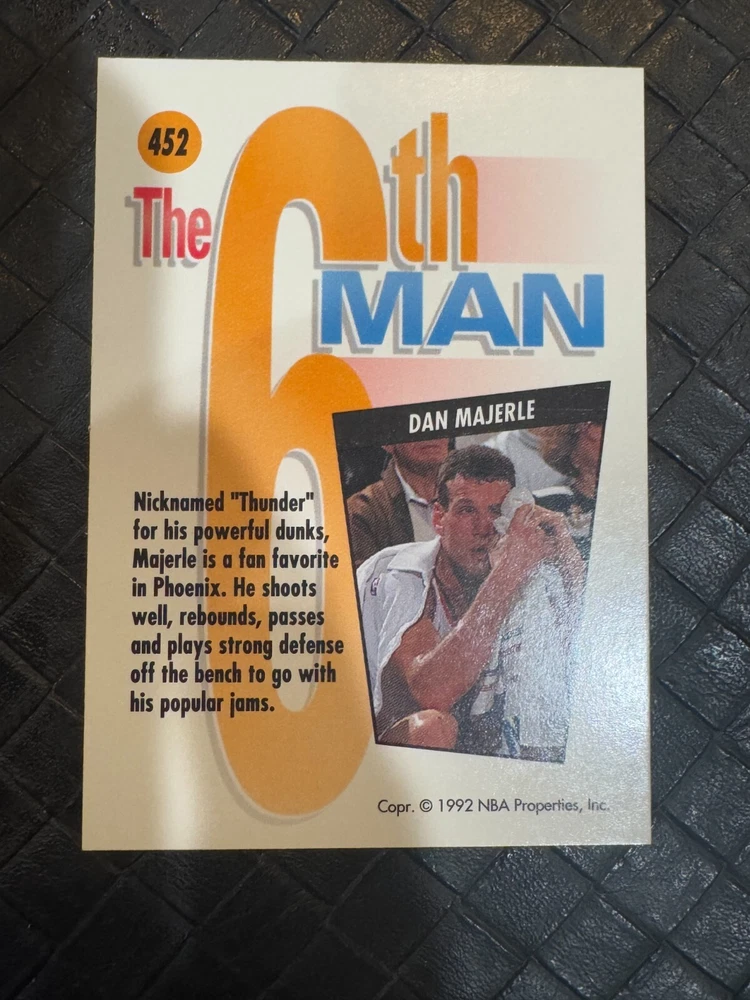 452
The 6th
MAN
DAN MAJERLE
Nicknamed "Thunder"
for his powerful dunks,
Majerle is a fan favorite
in Phoenix. He shoots
well, rebounds, passes
and plays strong defense
off the bench to go with
his popular jams.
Copr. © 1992 NBA Properties, Inc.